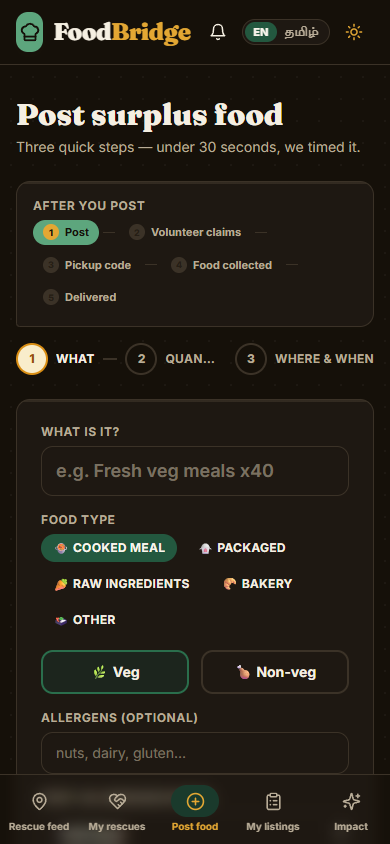 FoodBridge EN தமிழ்
Post surplus food
Three quick steps — under 30 seconds, we timed it.
AFTER YOU POST
1 Post — 2 Volunteer claims —
3 Pickup code — 4 Food collected —
5 Delivered
1 WHAT — 2 QUAN... 3 WHERE & WHEN
WHAT IS IT?
e.g. Fresh veg meals x40
FOOD TYPE
COOKED MEAL PACKAGED
RAW INGREDIENTS BAKERY
OTHER
Veg Non-veg
ALLERGENS (OPTIONAL)
nuts, dairy, gluten...
Rescue feed My rescues Post food My listings Impact